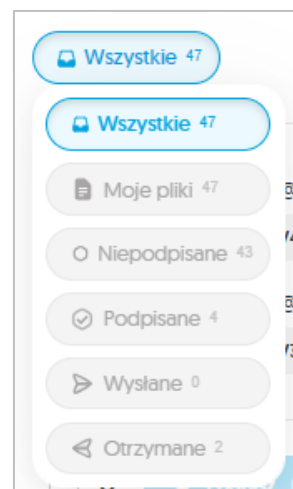 Wszystkie 47
Wszystkie 47
Moje pliki 47
Niepodpisane 43
Podpisane 4
Wysłane 0
Otrzymane 2